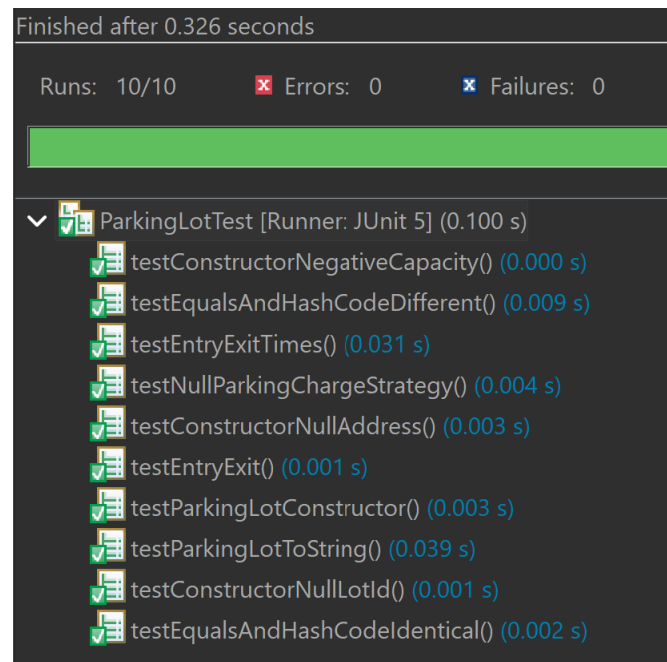 Finished after 0.326 seconds
Runs: 10/10 Errors: 0 Failures: 0
ParkingLotTest [Runner: JUnit 5] (0.100 s)
testConstructorNegativeCapacity() (0.000 s)
testEqualsAndHashCodeDifferent() (0.009 s)
testEntryExitTimes() (0.031 s)
testNullParkingChargeStrategy() (0.004 s)
testConstructorNullAddress() (0.003 s)
testEntryExit() (0.001 s)
testParkingLotConstructor() (0.003 s)
testParkingLotToString() (0.039 s)
testConstructorNullLotId() (0.001 s)
testEqualsAndHashCodeIdentical() (0.002 s)